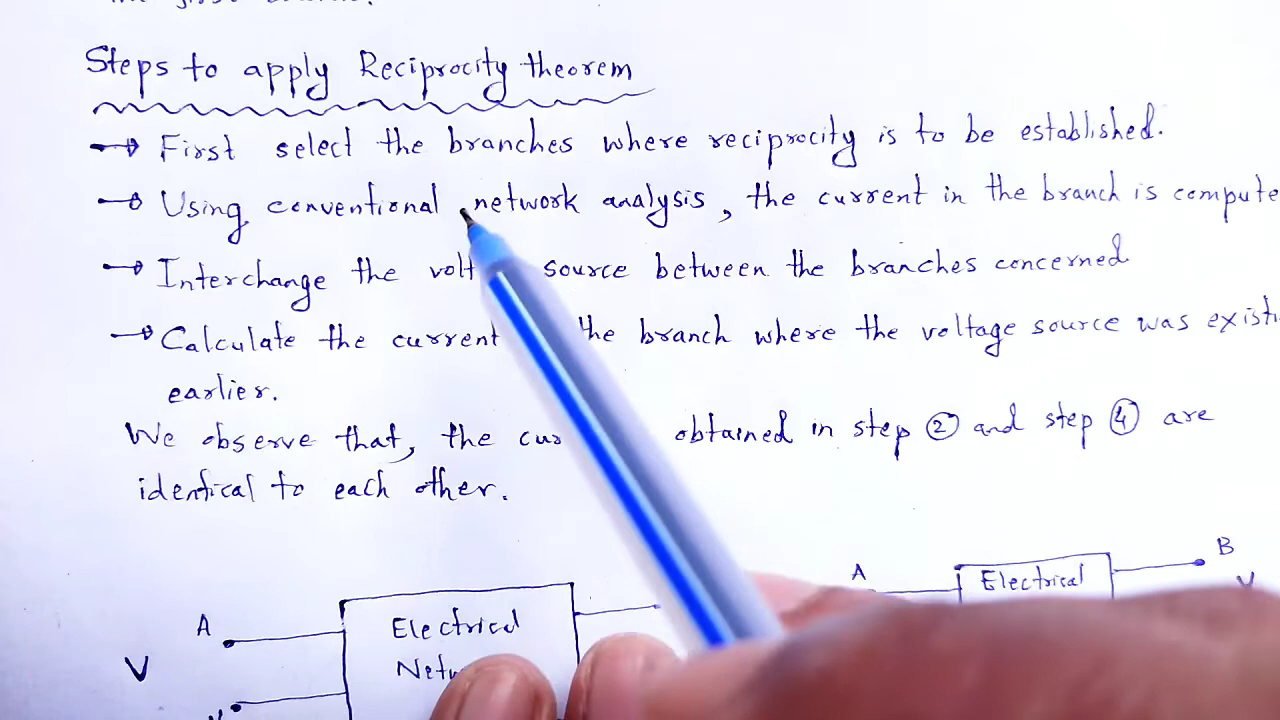 Steps to apply Reciprocity theorem
→ First select the branches where reciprocity is to be established.
→ Using conventional network analysis, the current in the branch is compute
→ Interchange the volt source between the branches concerned
→ Calculate the current the branch where the voltage source was existi
earlier.
We observe that, the cur obtained in step ② and step ④ are
identical to each other.
A
V
Electrical
Netw
A
Electrical
B
V